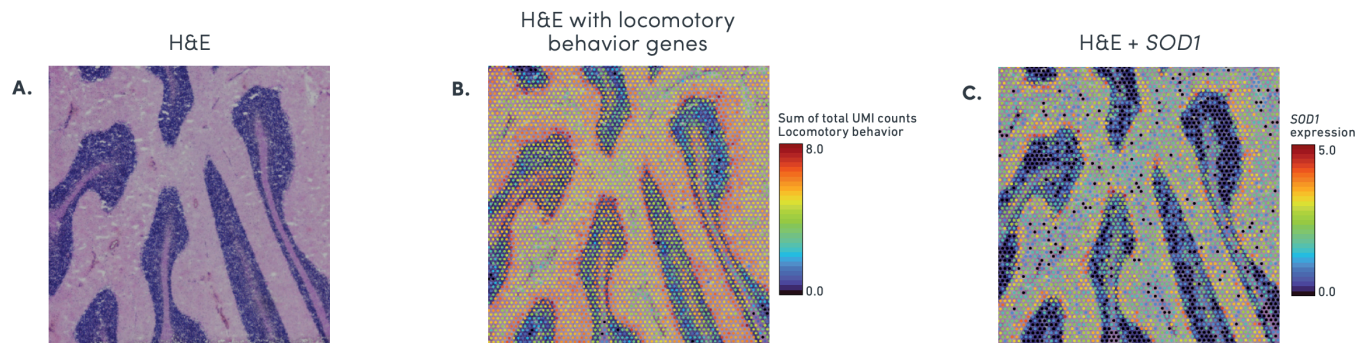 H&E
A.
H&E with locomotory
behavior genes
B.
Sum of total UMI counts
Locomotory behavior
8.0
0.0
H&E + SOD1
C.
SOD1
expression
5.0
0.0